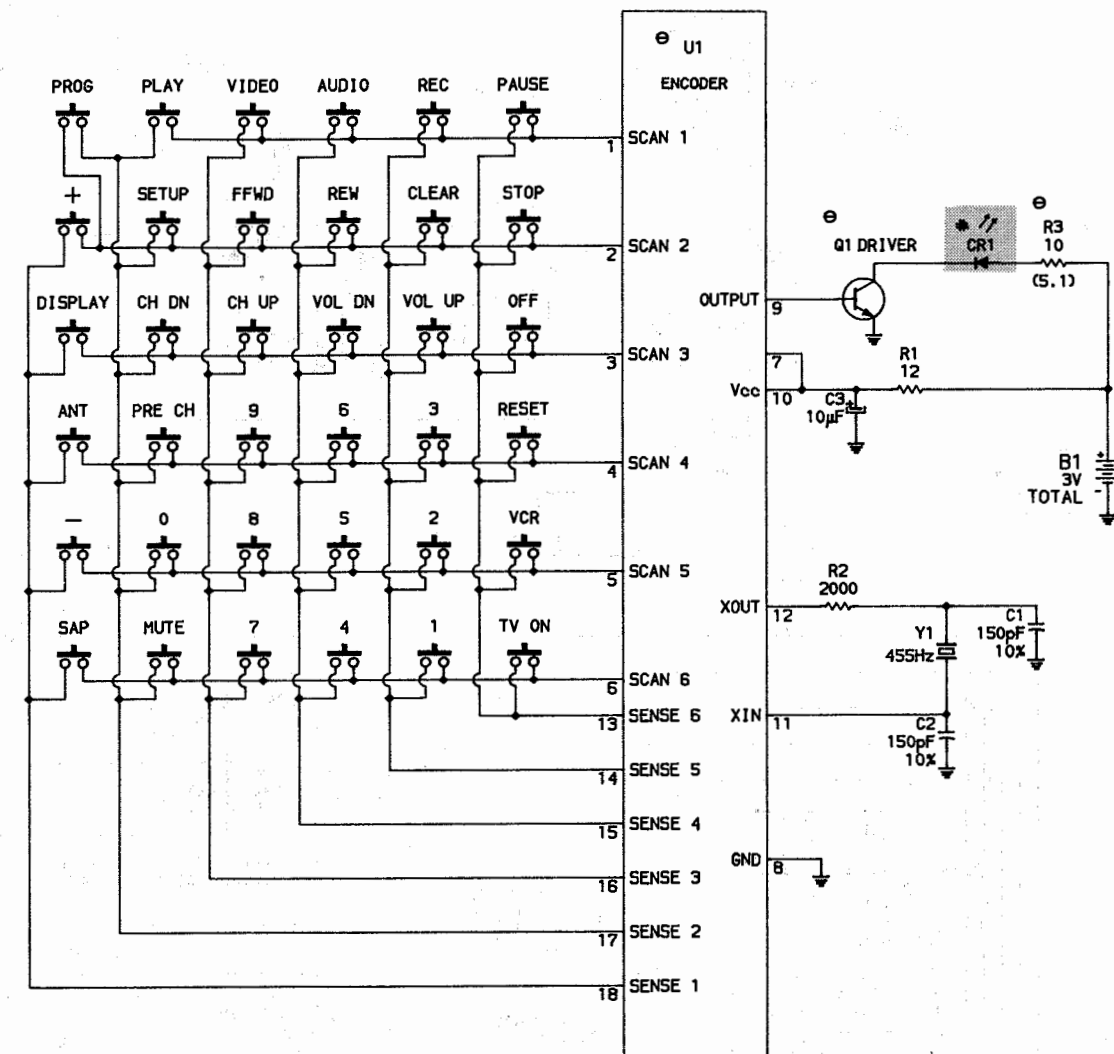 U1
ENCODER
PROG PLAY VIDEO AUDIO REC PAUSE
1 SCAN 1
+ SETUP FFWD REW CLEAR STOP
2 SCAN 2
DISPLAY CH DN CH UP VOL DN VOL UP OFF
3 SCAN 3
ANT PRE CH 9 6 3 RESET
4 SCAN 4
— 0 8 5 2 VCR
5 SCAN 5
SAP MUTE 7 4 1 TV ON
6 SCAN 6
13 SENSE 6
14 SENSE 5
15 SENSE 4
16 SENSE 3
17 SENSE 2
18 SENSE 1
Q1 DRIVER
* CR1
R3
10
(5.1)
OUTPUT 9
7
Vcc 10
R1
12
C3
10µF
+
B1 +
3V
TOTAL -
XOUT 12
R2
2000
Y1
455Hz
C1
150pF
10%
XIN 11
C2
150pF
10%
GND 8